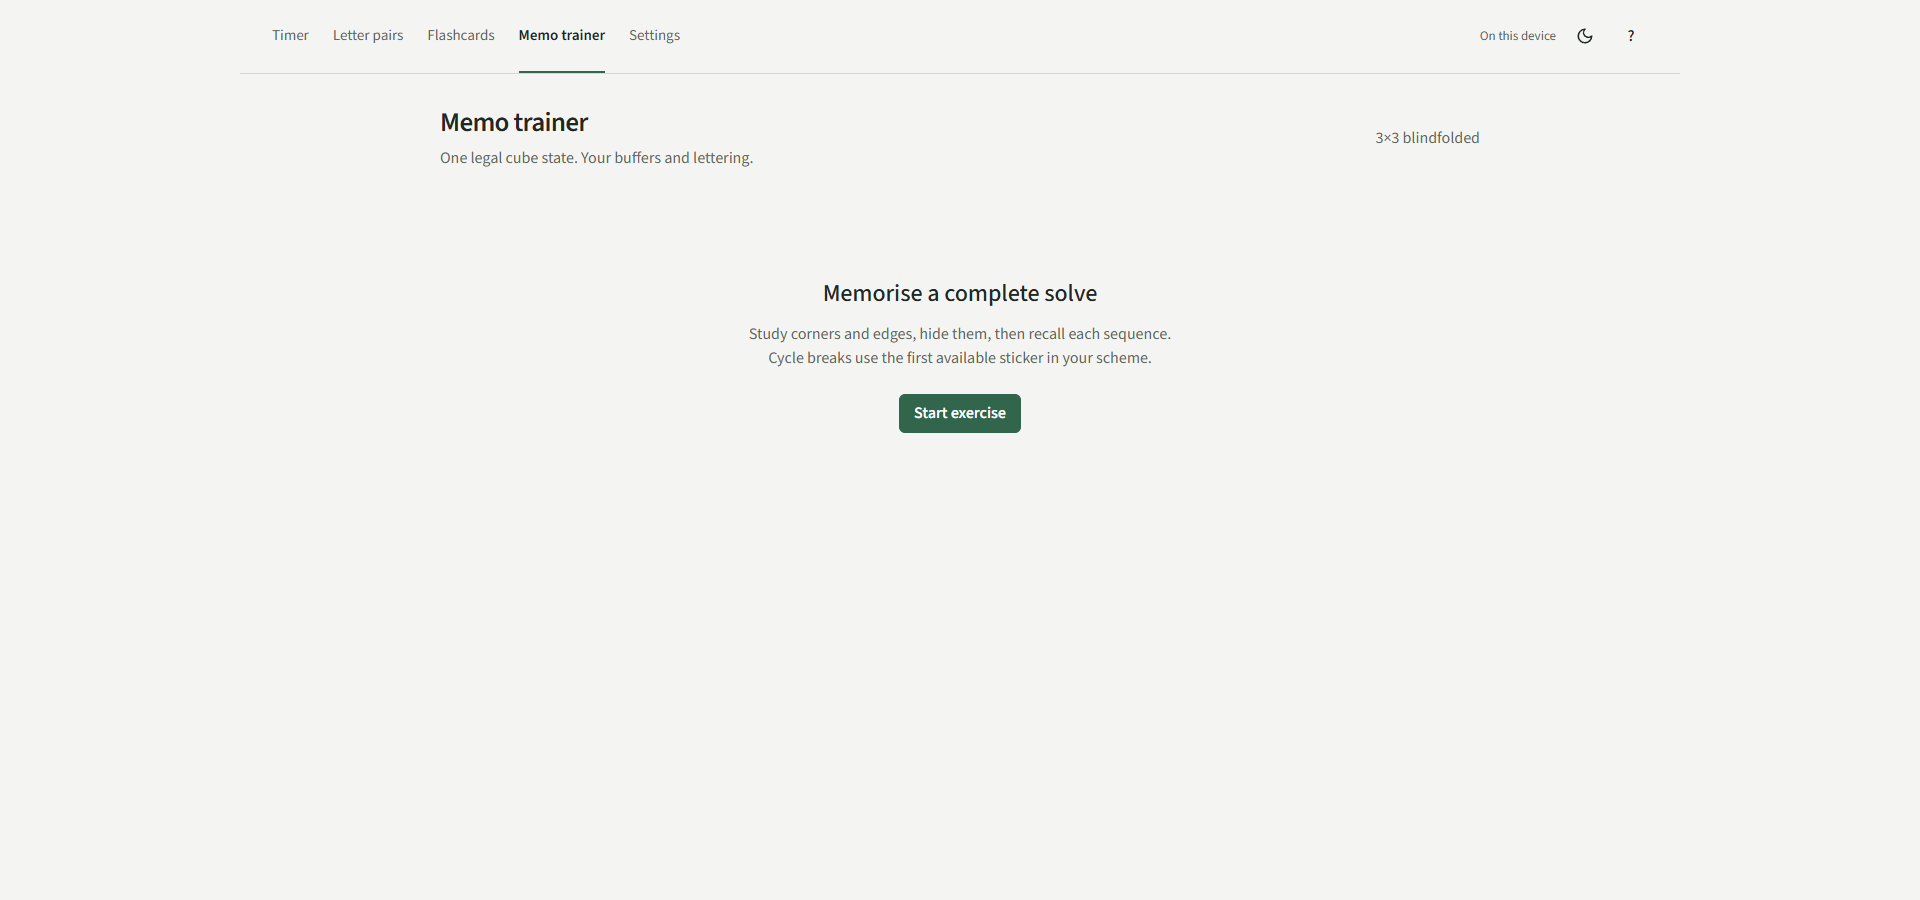 Timer Letter pairs Flashcards Memo trainer Settings On this device ?
Memo trainer
One legal cube state. Your buffers and lettering.
3×3 blindfolded
Memorise a complete solve
Study corners and edges, hide them, then recall each sequence.
Cycle breaks use the first available sticker in your scheme.
Start exercise